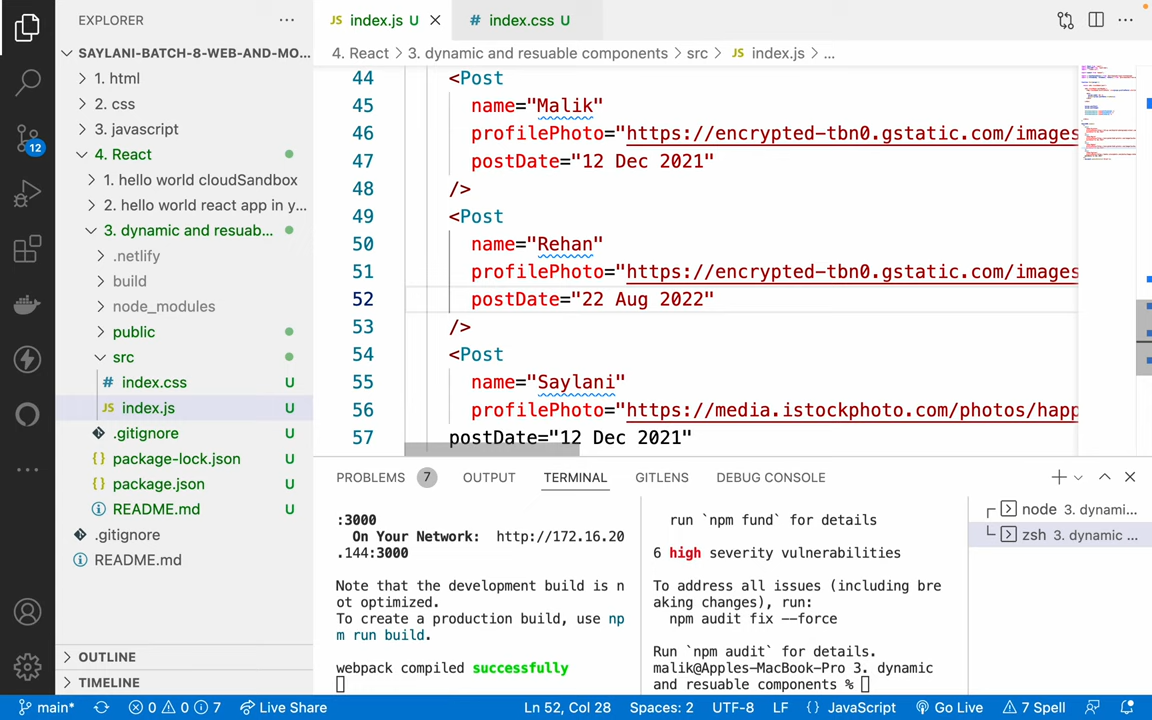 EXPLORER
SAYLANI-BATCH-8-WEB-AND-MO...
1. html
2. css
3. javascript
4. React
1. hello world cloudSandbox
2. hello world react app in y...
3. dynamic and resuab...
.netlify
build
node_modules
public
src
# index.css U
JS index.js U
.gitignore U
{} package-lock.json U
{} package.json U
README.md U
.gitignore
README.md
OUTLINE
TIMELINE
12
JS index.js U
# index.css U
4. React > 3. dynamic and resuable components > src > JS index.js > ...
44 <Post
45 name="Malik"
46 profilePhoto="https://encrypted-tbn0.gstatic.com/images
47 postDate="12 Dec 2021"
48 />
49 <Post
50 name="Rehan"
51 profilePhoto="https://encrypted-tbn0.gstatic.com/images
52 postDate="22 Aug 2022"
53 />
54 <Post
55 name="Saylani"
56 profilePhoto="https://media.istockphoto.com/photos/happ
57 postDate="12 Dec 2021"
PROBLEMS 7 OUTPUT TERMINAL GITLENS DEBUG CONSOLE
:3000
On Your Network: http://172.16.20
.144:3000
Note that the development build is n
ot optimized.
To create a production build, use np
m run build.
webpack compiled successfully
run `npm fund` for details
6 high severity vulnerabilities
To address all issues (including bre
aking changes), run:
npm audit fix --force
Run `npm audit` for details.
malik@Apples-MacBook-Pro 3. dynamic
and resuable components %
node 3. dynami...
zsh 3. dynamic ...
main* 0 0 7 Live Share Ln 52, Col 28 Spaces: 2 UTF-8 LF {} JavaScript Go Live 7 Spell